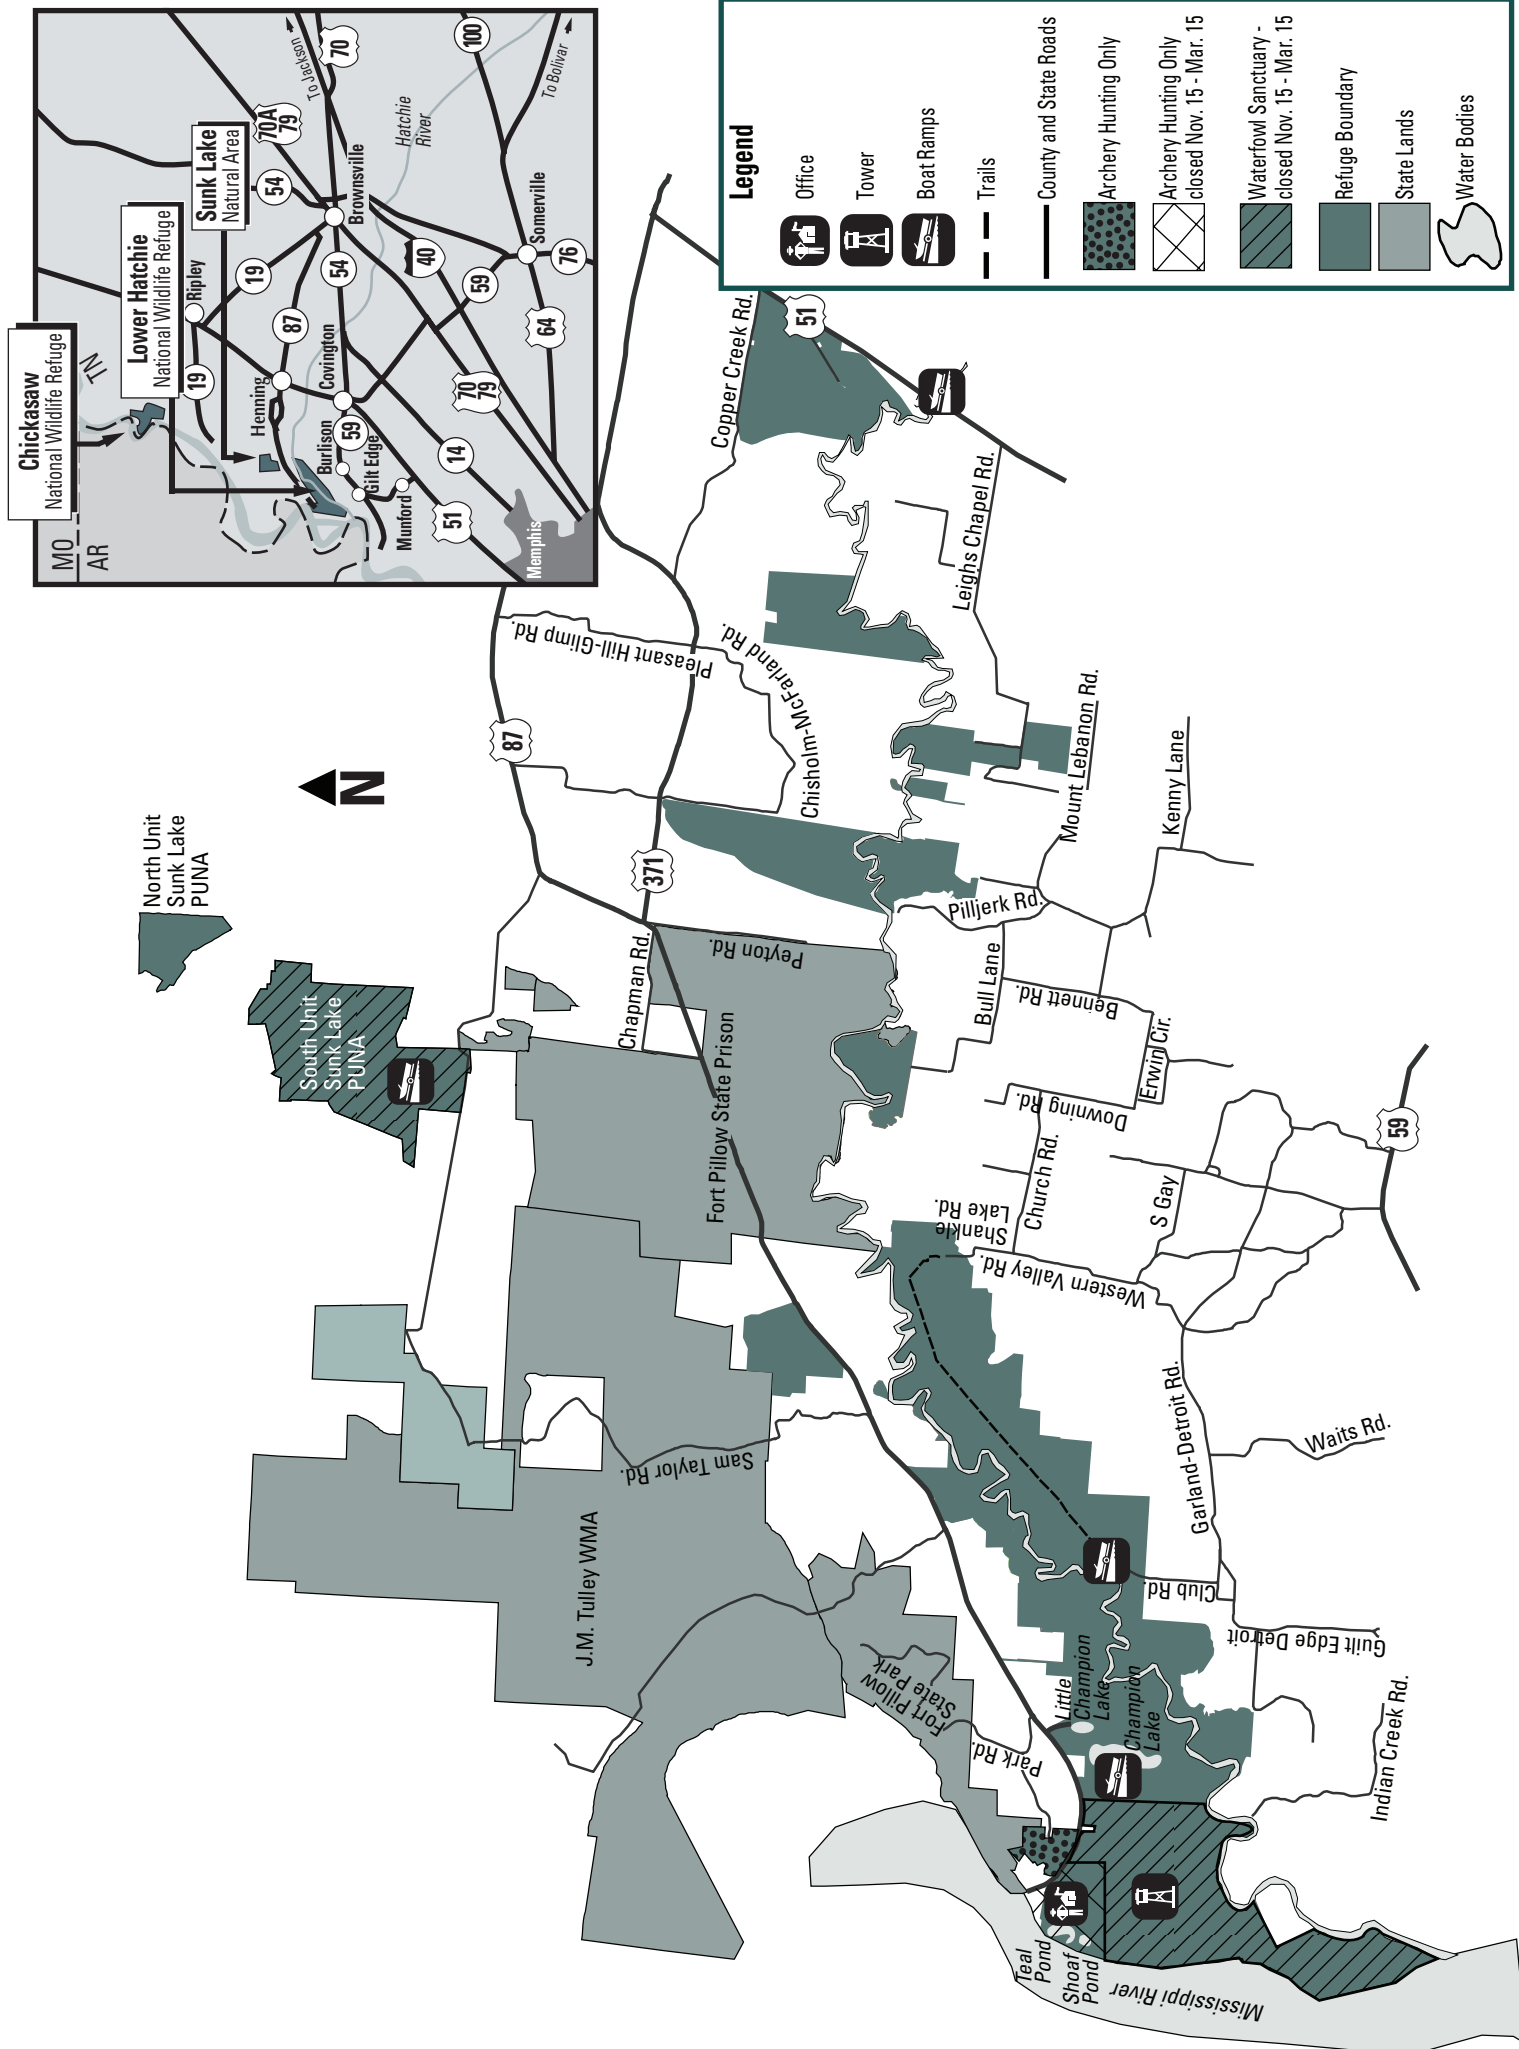 Chickasaw
National Wildlife Refuge
Lower Hatchie
National Wildlife Refuge
Sunk Lake
Natural Area
MO
AR
TN
19
Ripley
19
54
70A
79
To Jackson
70
100
To Bolivar
Hatchie
River
Henning
87
54
Brownsville
40
59
Somerville
76
64
Covington
Burlison
59
Gilt Edge
Munford
14
70
79
51
Memphis
Legend
Office
Tower
Boat Ramps
Trails
County and State Roads
Archery Hunting Only
Archery Hunting Only
closed Nov. 15 - Mar. 15
Waterfowl Sanctuary -
closed Nov. 15 - Mar. 15
Refuge Boundary
State Lands
Water Bodies
N
North Unit
Sunk Lake
PUNA
South Unit
Sunk Lake
PUNA
87
Pleasant Hill-Glimp Rd.
Chisholm-McFarland Rd.
371
Copper Creek Rd.
51
Leighs Chapel Rd.
Mount Lebanon Rd.
Kenny Lane
Pilljerk Rd.
Chapman Rd.
Peyton Rd.
Fort Pillow State Prison
Bull Lane
Bennett Rd.
Erwin Cir.
Downing Rd.
Church Rd.
Shankle
Lake Rd.
Western Valley Rd.
S Gay
59
J.M. Tulley WMA
Sam Taylor Rd.
Garland-Detroit Rd.
Waits Rd.
Club Rd.
Guilt Edge Detroit
Indian Creek Rd.
Fort Pillow
State Park
Park Rd.
Little
Champion
Lake
Champion
Lake
Teal
Pond
Shoaf
Pond
Mississippi River